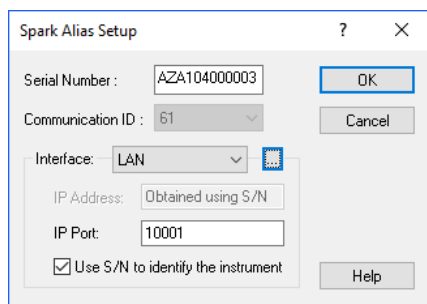 Spark Alias Setup ? ×
Serial Number : AZA104000003 OK
Communication ID : 61 Cancel
Interface: LAN ...
IP Address: Obtained using S/N
IP Port: 10001
Use S/N to identify the instrument
Help